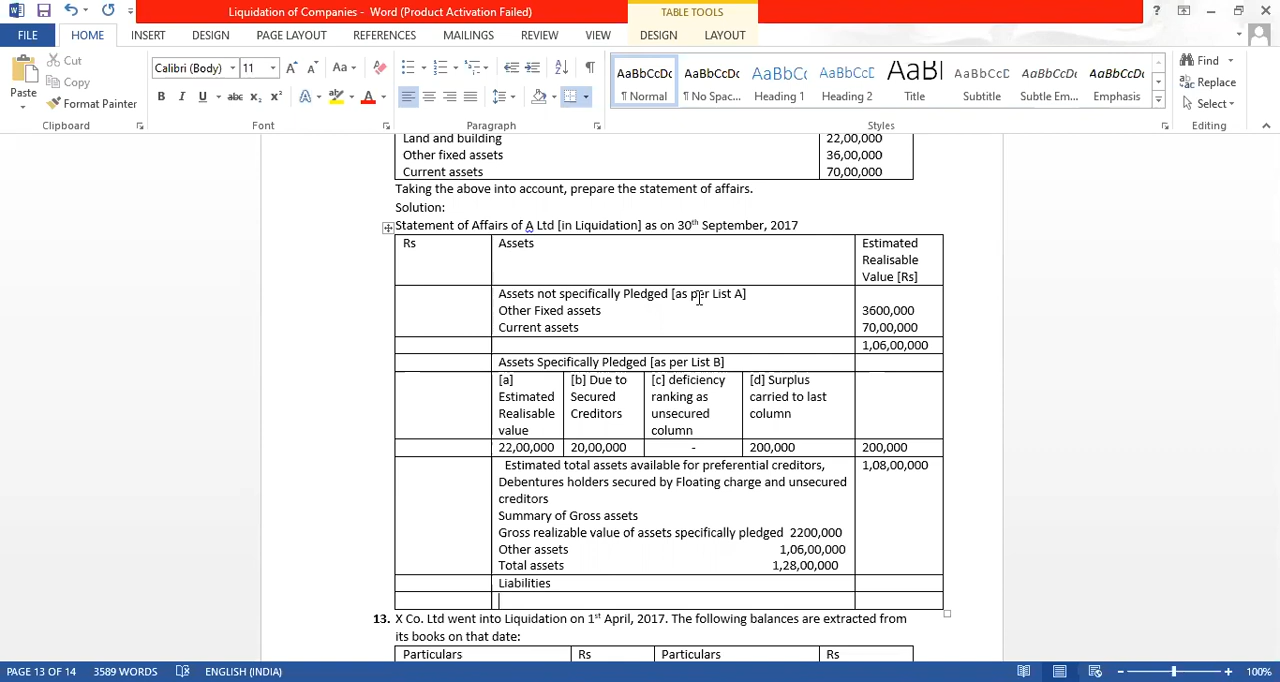 Liquidation of Companies - Word (Product Activation Failed)
TABLE TOOLS
FILE HOME INSERT DESIGN PAGE LAYOUT REFERENCES MAILINGS REVIEW VIEW DESIGN LAYOUT
Paste
Cut
Copy
Format Painter
Clipboard
Calibri (Body) 11
Font
Paragraph
AaBbCcDc AaBbCcDc AaBbCc AaBbCcC AaBl AaBbCcD AaBbCcDc AaBbCcDc
¶ Normal ¶ No Spac... Heading 1 Heading 2 Title Subtitle Subtle Em... Emphasis
Styles
Find
Replace
Select
Editing
Land and building 22,00,000
Other fixed assets 36,00,000
Current assets 70,00,000
Taking the above into account, prepare the statement of affairs.
Solution:
Statement of Affairs of A Ltd [in Liquidation] as on 30th September, 2017
Rs Assets Estimated
Realisable
Value [Rs]
Assets not specifically Pledged [as per List A]
Other Fixed assets 3600,000
Current assets 70,00,000
1,06,00,000
Assets Specifically Pledged [as per List B]
[a] [b] Due to [c] deficiency [d] Surplus
Estimated Secured ranking as carried to last
Realisable Creditors unsecured column
value column
22,00,000 20,00,000 - 200,000 200,000
Estimated total assets available for preferential creditors, 1,08,00,000
Debentures holders secured by Floating charge and unsecured
creditors
Summary of Gross assets
Gross realizable value of assets specifically pledged 2200,000
Other assets 1,06,00,000
Total assets 1,28,00,000
Liabilities
13. X Co. Ltd went into Liquidation on 1st April, 2017. The following balances are extracted from
its books on that date:
Particulars Rs Particulars Rs
PAGE 13 OF 14 3589 WORDS ENGLISH (INDIA) 100%